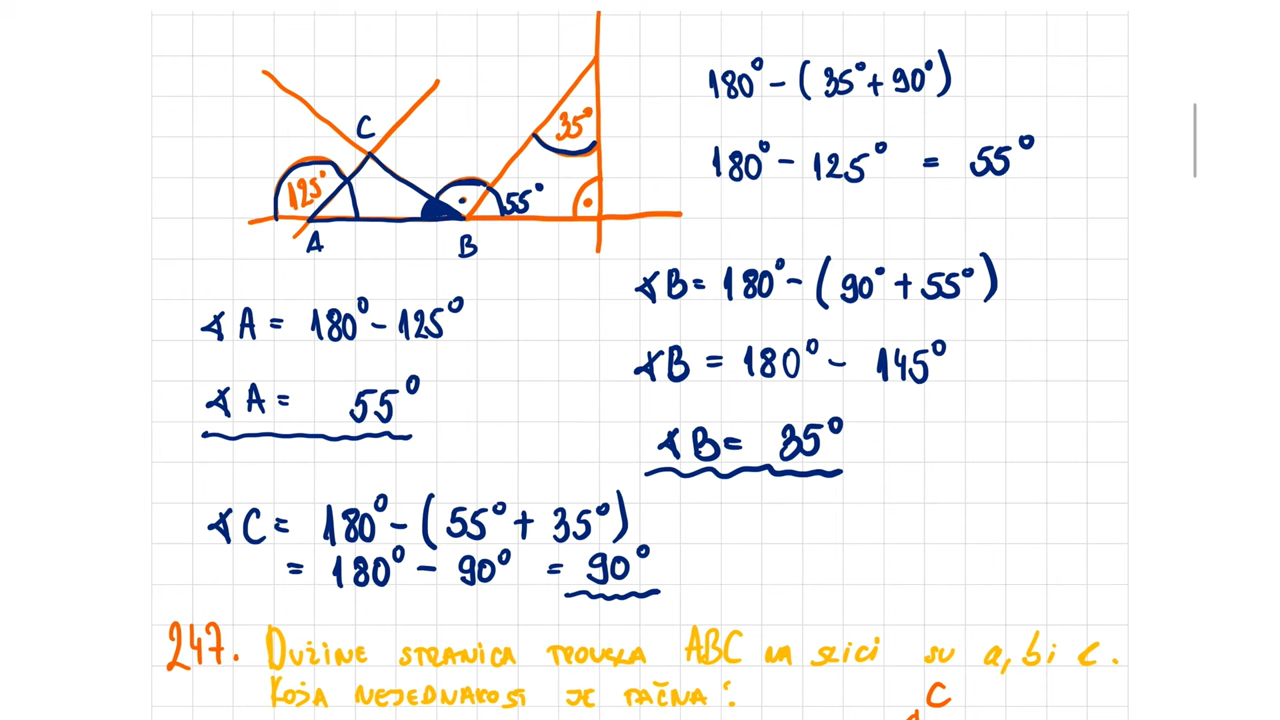 C
125°
35°
55°
A
B
180° - (35° + 90°)
180° - 125° = 55°
∢A = 180° - 125°
∢A = 55°
∢B = 180° - (90° + 55°)
∢B = 180° - 145°
∢B = 35°
∢C = 180° - (55° + 35°)
= 180° - 90° = 90°
247. DUŽINE STRANICA TROUGLA ABC NA SLICI SU a, b i c.
KOJA NEJEDNAKOST JE TAČNA:
C